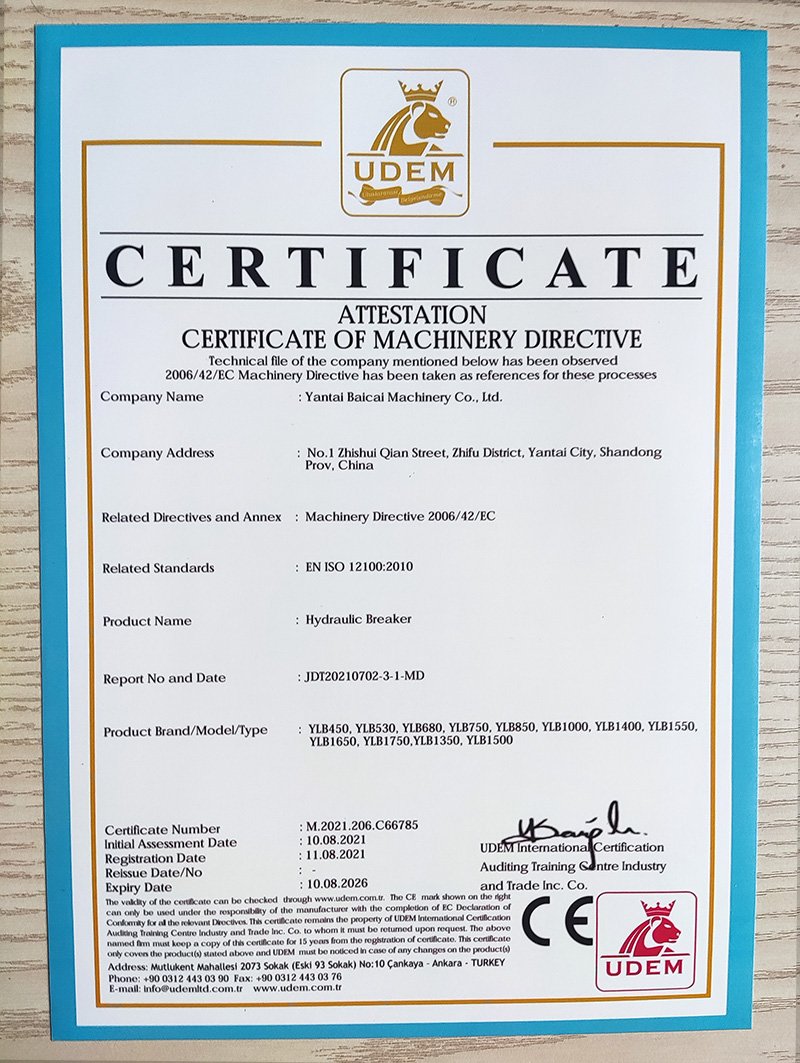 ®
UDEM
CERTIFICATE
ATTESTATION
CERTIFICATE OF MACHINERY DIRECTIVE
Technical file of the company mentioned below has been observed
2006/42/EC Machinery Directive has been taken as references for these processes
Company Name : Yantai Baicai Machinery Co., Ltd.
Company Address : No.1 Zhishui Qian Street, Zhifu District, Yantai City, Shandong
Prov, China
Related Directives and Annex : Machinery Directive 2006/42/EC
Related Standards : EN ISO 12100:2010
Product Name : Hydraulic Breaker
Report No and Date : JDT20210702-3-1-MD
Product Brand/Model/Type : YLB450, YLB530, YLB680, YLB750, YLB850, YLB1000, YLB1400, YLB1550,
YLB1650, YLB1750,YLB1350, YLB1500
Certificate Number : M.2021.206.C66785
Initial Assessment Date : 10.08.2021
Registration Date : 11.08.2021
Reissue Date/No : -
Expiry Date : 10.08.2026
UDEM International Certification
Auditing Training Centre Industry
and Trade Inc. Co.
The validity of the certificate can be checked through www.udem.com.tr. The CE mark shown on the right
can only be used under the responsibility of the manufacturer with the completion of EC Declaration of
Conformity for all the relevant Directives. This certificate remains the property of UDEM International Certification
Auditing Training Centre Industry and Trade Inc. Co. to whom it must be returned upon request. The above
named firm must keep a copy of this certificate for 15 years from the registration of certificate. This certificate
only covers the product(s) stated above and UDEM must be noticed in case of any changes on the product(s)
Address: Mutlukent Mahallesi 2073 Sokak (Eski 93 Sokak) No:10 Çankaya - Ankara - TURKEY
Phone: +90 0312 443 03 90 Fax: +90 0312 443 03 76
E-mail: info@udemltd.com.tr www.udem.com.tr
CE
UDEM